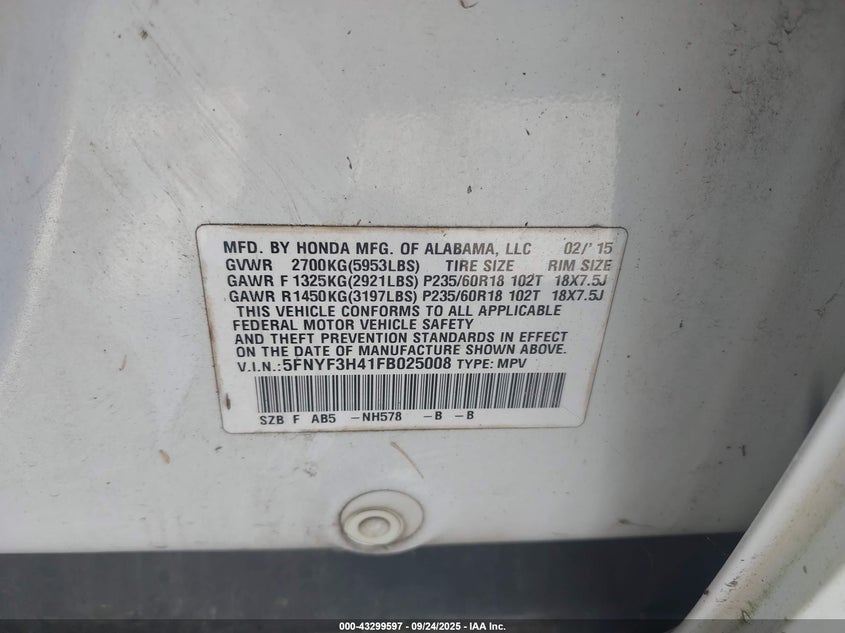 MFD. BY HONDA MFG. OF ALABAMA, LLC 02/'15
GVWR 2700KG(5953LBS) TIRE SIZE RIM SIZE
GAWR F 1325KG(2921LBS) P235/60R18 102T 18X7.5J
GAWR R1450KG(3197LBS) P235/60R18 102T 18X7.5J
THIS VEHICLE CONFORMS TO ALL APPLICABLE
FEDERAL MOTOR VEHICLE SAFETY
AND THEFT PREVENTION STANDARDS IN EFFECT
ON THE DATE OF MANUFACTURE SHOWN ABOVE.
V.I.N.:5FNYF3H41FB025008 TYPE: MPV
SZB F AB5 -NH578 -B -B
000-43299597 - 09/24/2025 - IAA Inc.